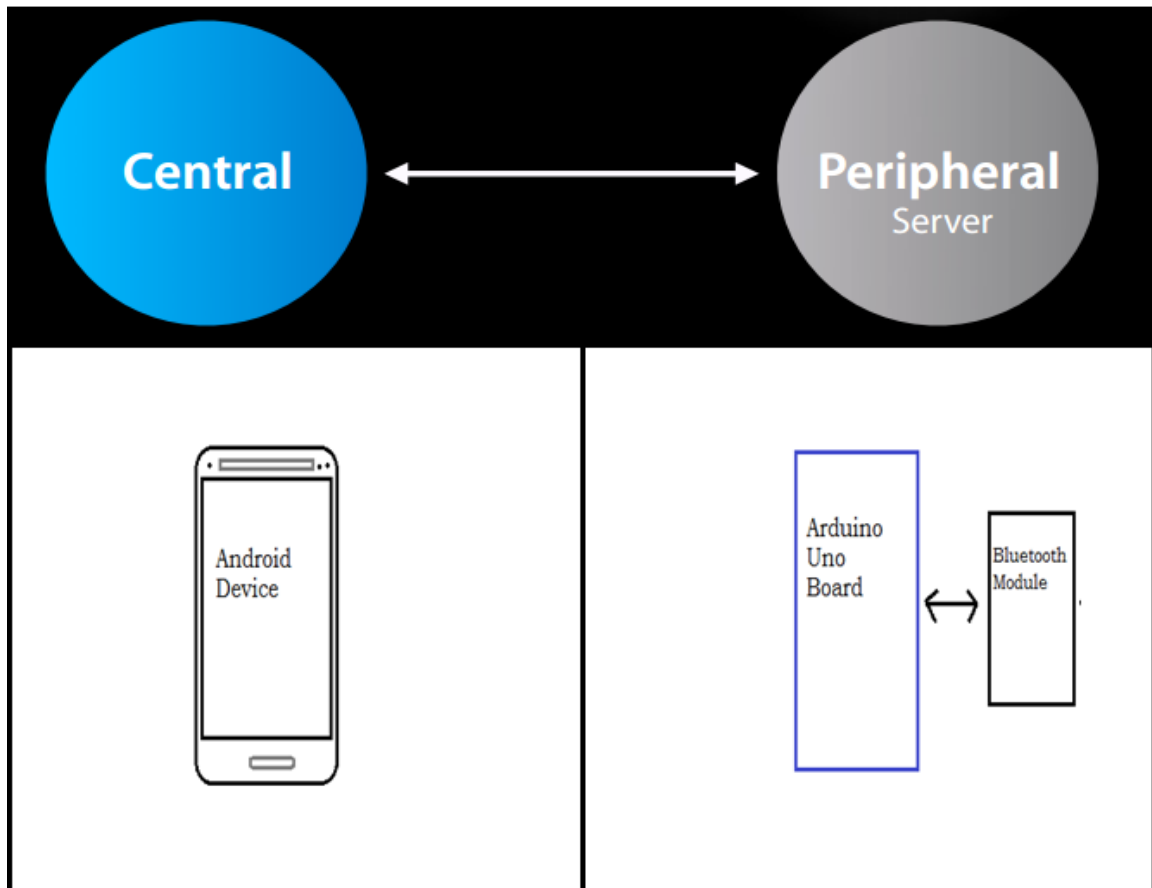 Central
Peripheral
Server
Android
Device
Arduino
Uno
Board
Bluetooth
Module